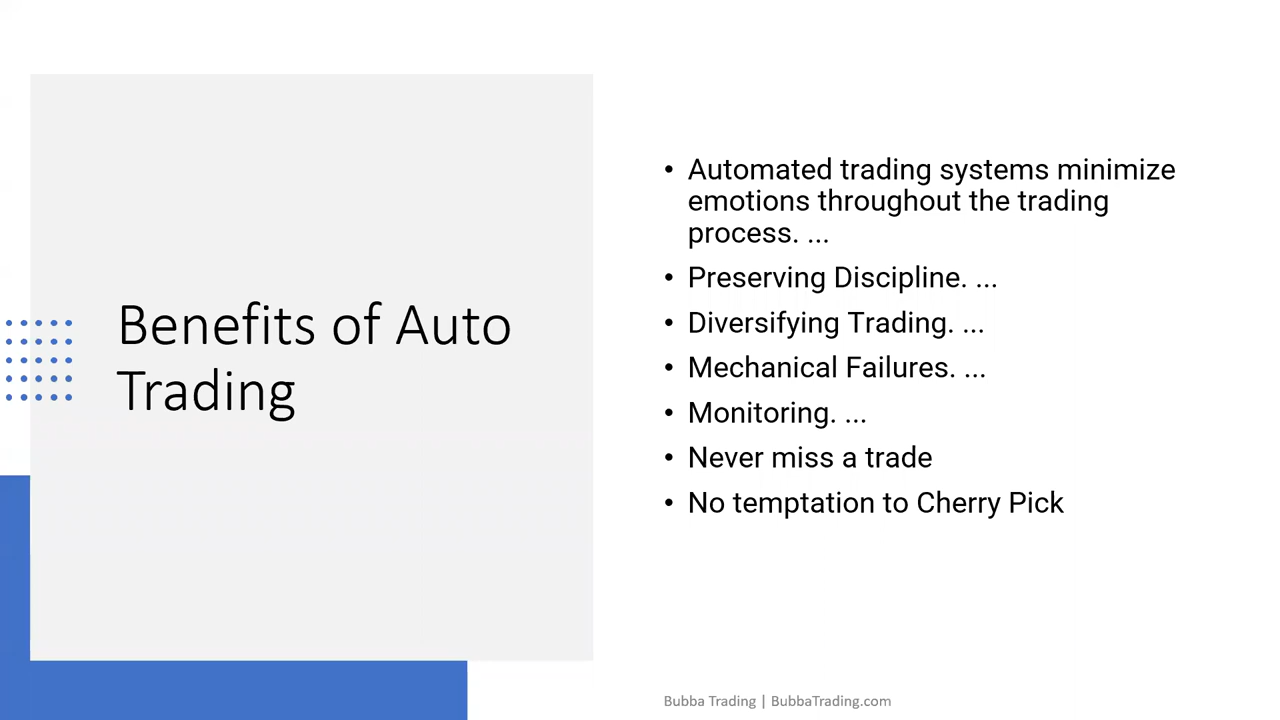 Benefits of Auto
Trading
• Automated trading systems minimize
emotions throughout the trading
process. ...
• Preserving Discipline. ...
• Diversifying Trading. ...
• Mechanical Failures. ...
• Monitoring. ...
• Never miss a trade
• No temptation to Cherry Pick
Bubba Trading | BubbaTrading.com